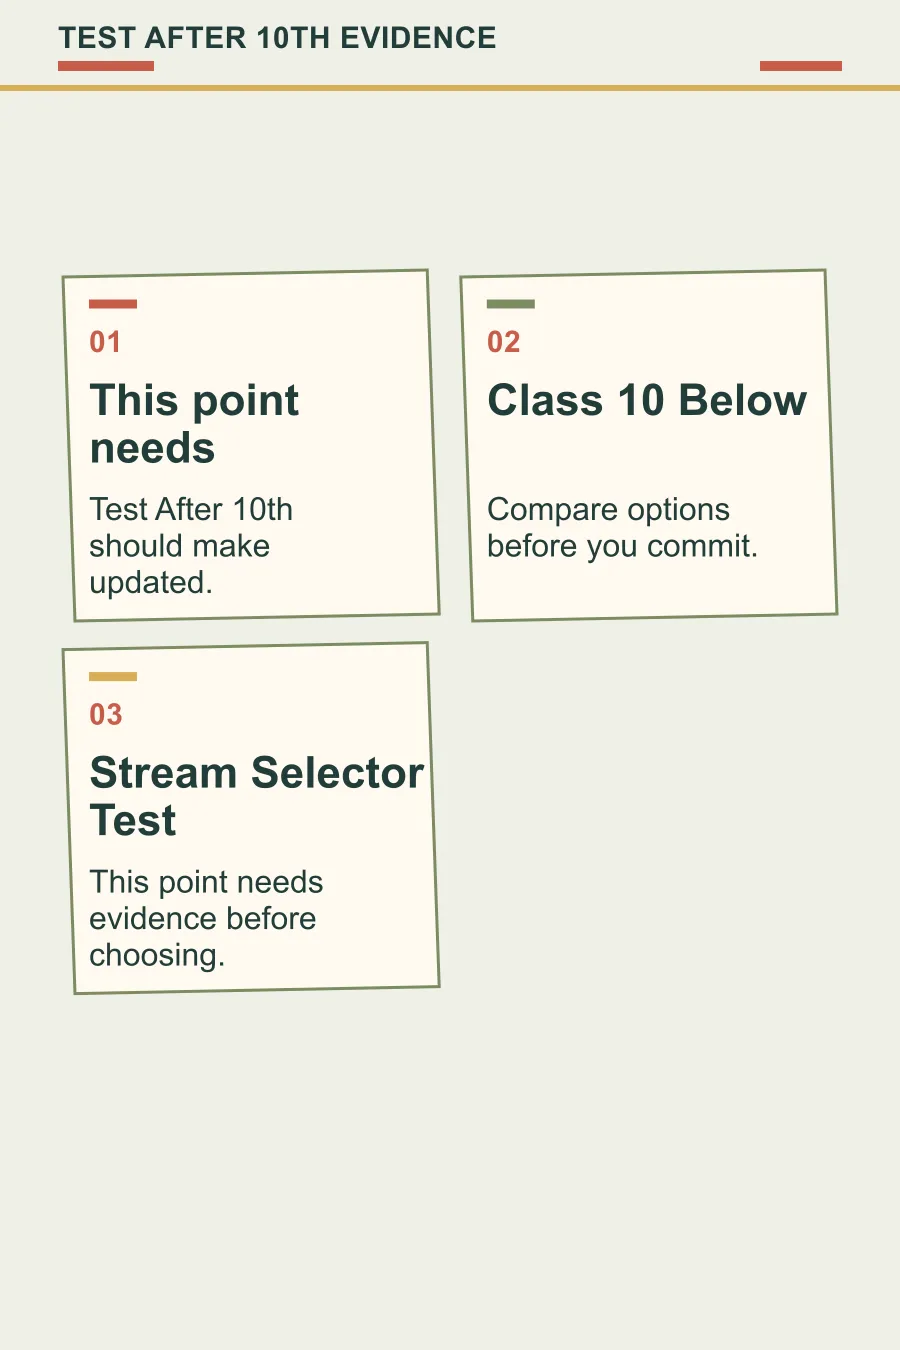 TEST AFTER 10TH EVIDENCE
01
This point
needs
Test After 10th
should make
updated.
02
Class 10 Below
Compare options
before you commit.
03
Stream Selector
Test
This point needs
evidence before
choosing.